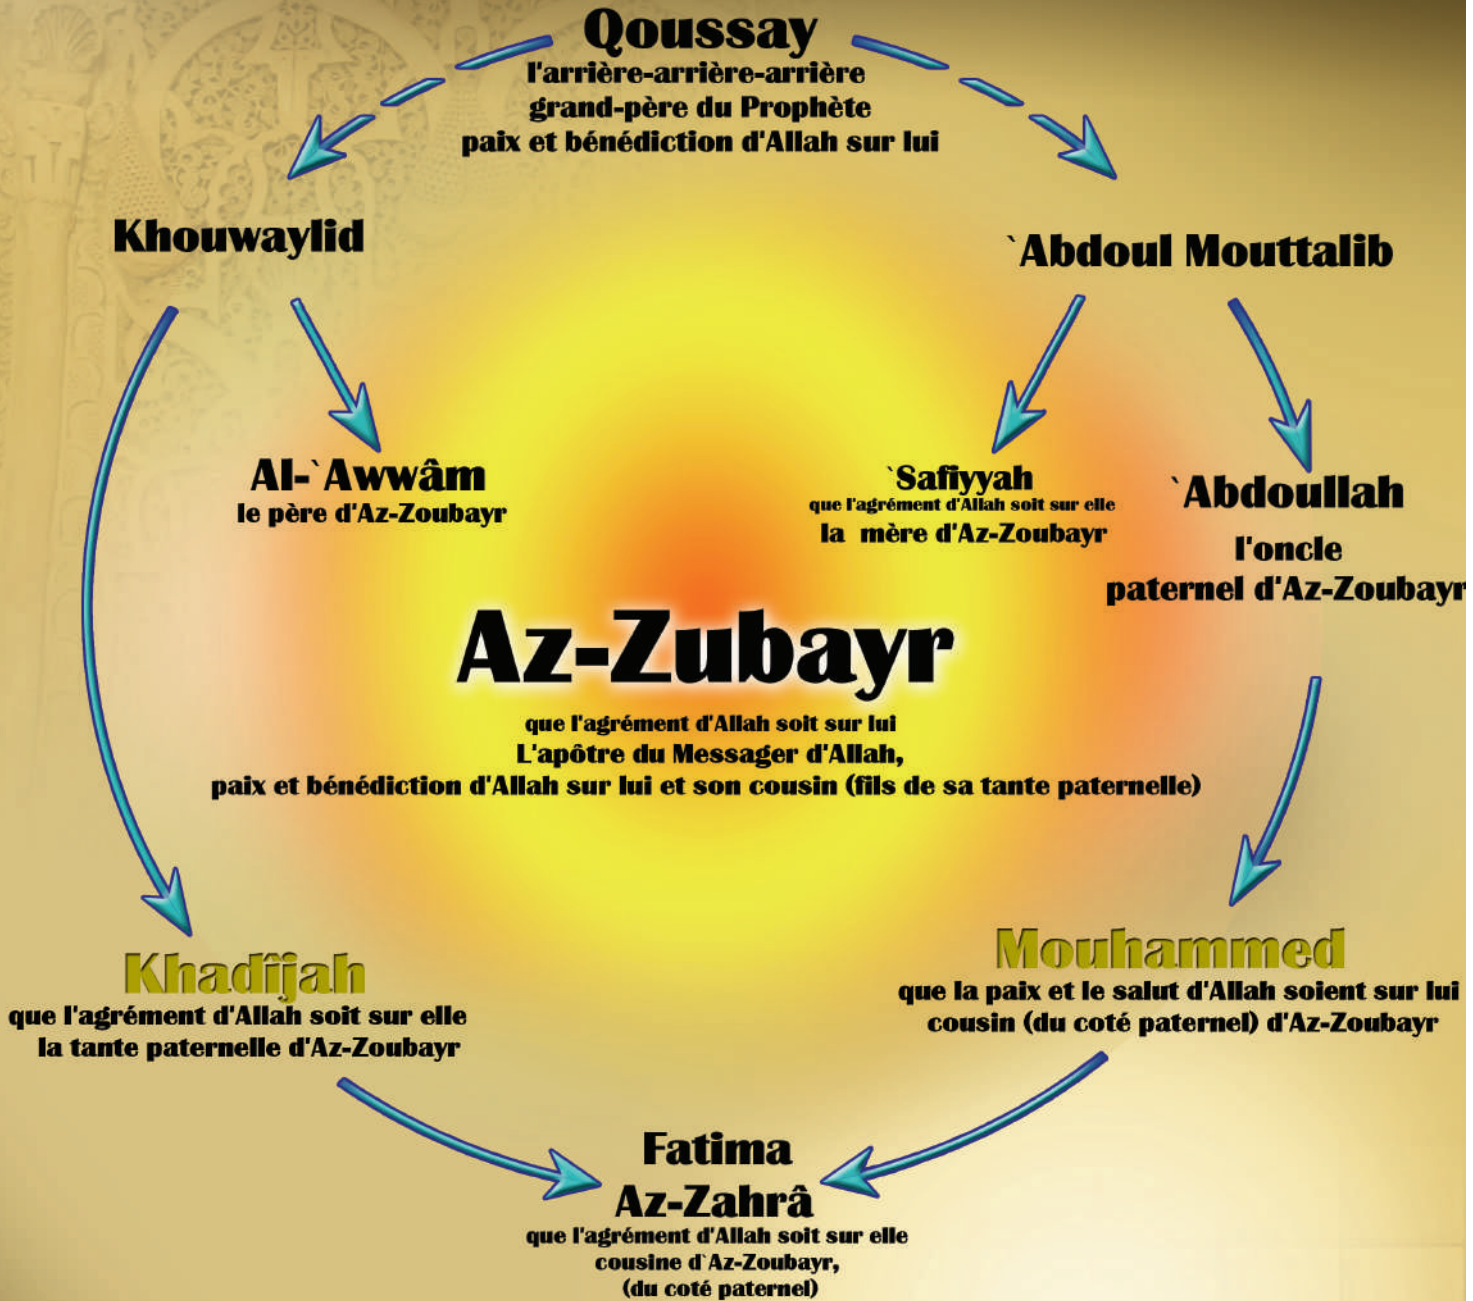 Qoussay
l'arrière-arrière-arrière
grand-père du Prophète
paix et bénédiction d'Allah sur lui
Khouwaylid
`Abdoul Mouttalib
Al-`Awwâm
le père d'Az-Zoubayr
`Safiyyah
que l'agrément d'Allah soit sur elle
la mère d'Az-Zoubayr
`Abdoullah
l'oncle
paternel d'Az-Zoubayr
Az-Zubayr
que l'agrément d'Allah soit sur lui
L'apôtre du Messager d'Allah,
paix et bénédiction d'Allah sur lui et son cousin (fils de sa tante paternelle)
Khadîjah
que l'agrément d'Allah soit sur elle
la tante paternelle d'Az-Zoubayr
Mouhammed
que la paix et le salut d'Allah soient sur lui
cousin (du coté paternel) d'Az-Zoubayr
Fatima
Az-Zahrâ
que l'agrément d'Allah soit sur elle
cousine d`Az-Zoubayr,
(du coté paternel)